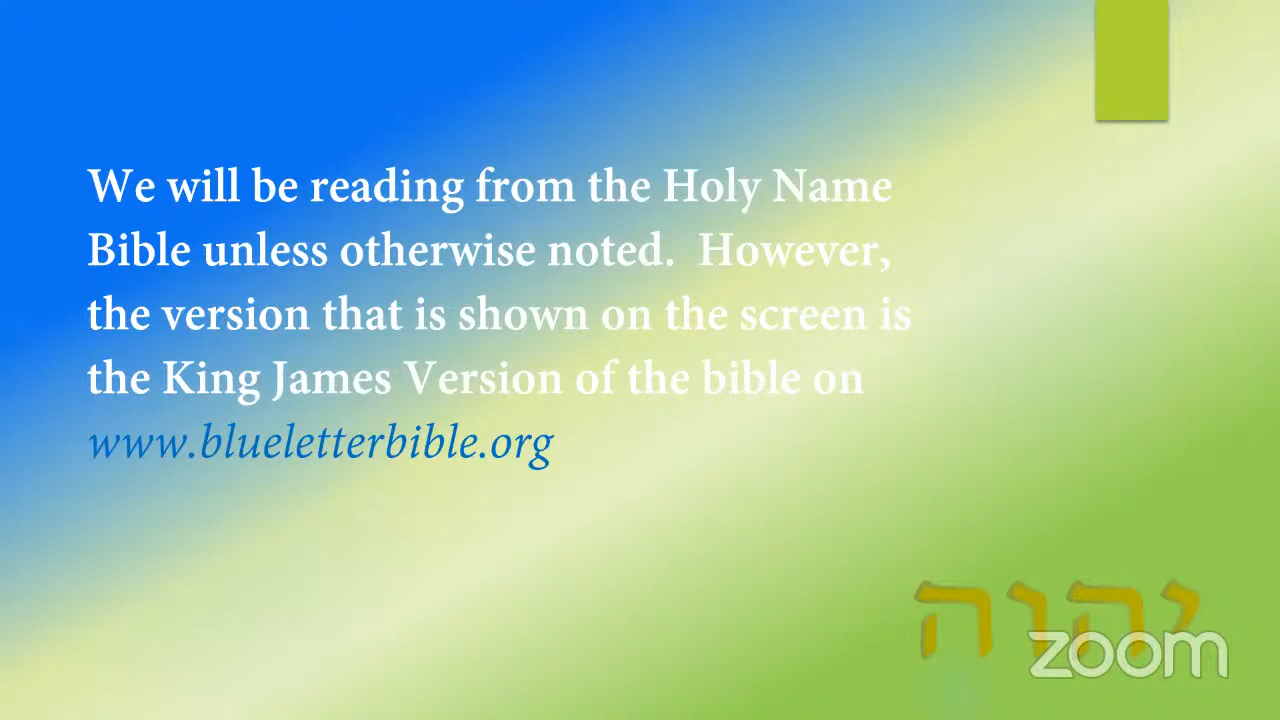 We will be reading from the Holy Name
Bible unless otherwise noted.  However,
the version that is shown on the screen is
the King James Version of the bible on
www.blueletterbible.org
יהוה
zoom